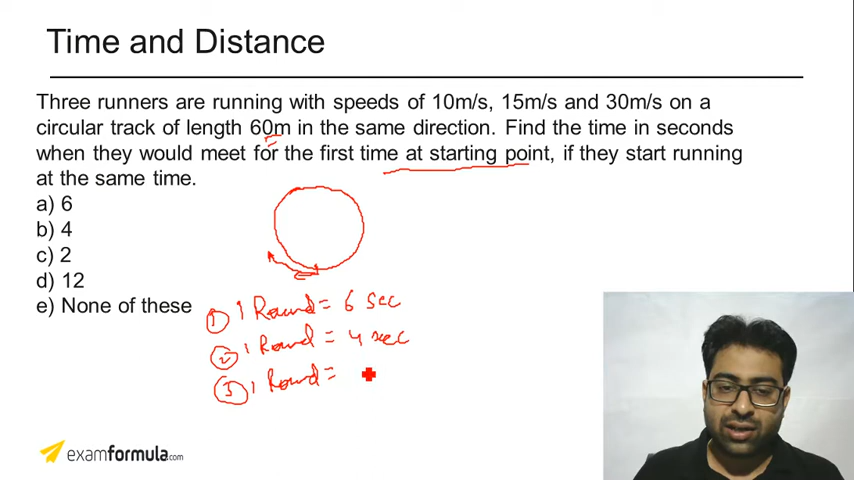 Time and Distance
Three runners are running with speeds of 10m/s, 15m/s and 30m/s on a
circular track of length 60m in the same direction. Find the time in seconds
when they would meet for the first time at starting point, if they start running
at the same time.
a) 6
b) 4
c) 2
d) 12
e) None of these
① 1 Round = 6 sec
② 1 Round = 4 sec
③ 1 Round =
examformula.com